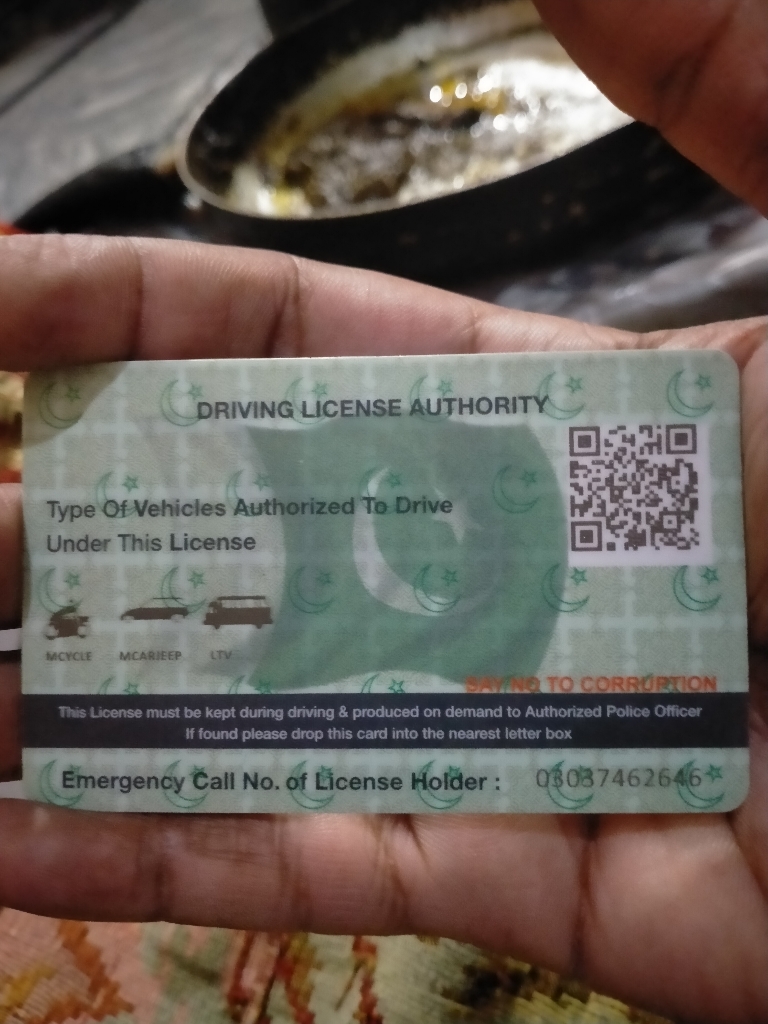 DRIVING LICENSE AUTHORITY
Type Of Vehicles Authorized To Drive
Under This License
MCYCLE MCARJEEP LTV
SAY NO TO CORRUPTION
This License must be kept during driving & produced on demand to Authorized Police Officer
If found please drop this card into the nearest letter box
Emergency Call No. of License Holder : 03037462646